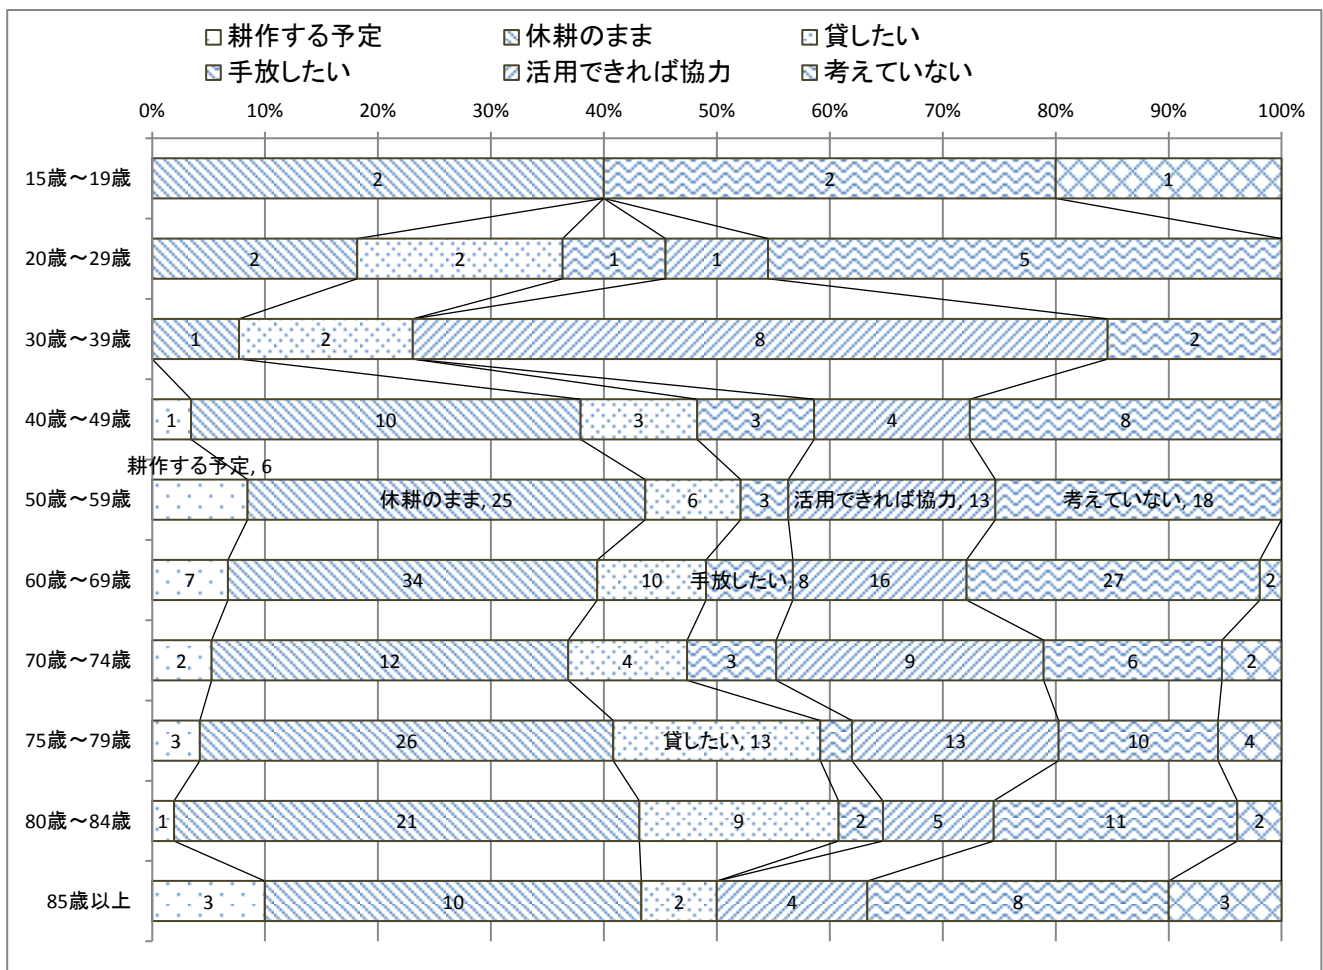 耕作する予定 休耕のまま 貸したい
手放したい 活用できれば協力 考えていない
0% 10% 20% 30% 40% 50% 60% 70% 80% 90% 100%
15歳～19歳 2 2 1
20歳～29歳 2 2 1 1 5
30歳～39歳 1 2 8 2
40歳～49歳 1 10 3 3 4 8
耕作する予定, 6
50歳～59歳 休耕のまま, 25 6 3 活用できれば協力, 13 考えていない, 18
60歳～69歳 7 34 10 手放したい, 8 16 27 2
70歳～74歳 2 12 4 3 9 6 2
75歳～79歳 3 26 貸したい, 13 13 10 4
80歳～84歳 1 21 9 2 5 11 2
85歳以上 3 10 2 4 8 3